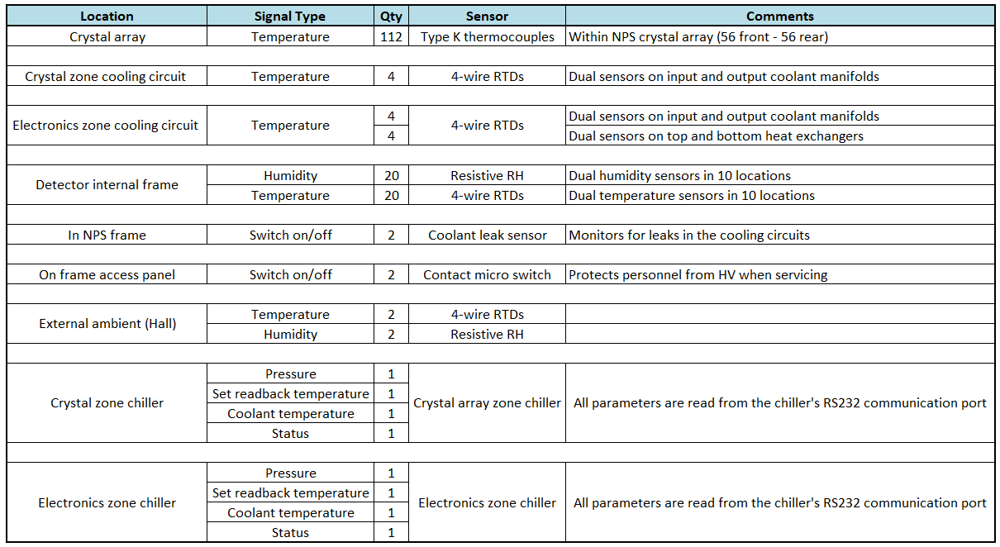 Location Signal Type Qty Sensor Comments
Crystal array Temperature 112 Type K thermocouples Within NPS crystal array (56 front - 56 rear)
Crystal zone cooling circuit Temperature 4 4-wire RTDs Dual sensors on input and output coolant manifolds
Electronics zone cooling circuit Temperature 4 4-wire RTDs Dual sensors on input and output coolant manifolds
4 Dual sensors on top and bottom heat exchangers
Detector internal frame Humidity 20 Resistive RH Dual humidity sensors in 10 locations
Temperature 20 4-wire RTDs Dual temperature sensors in 10 locations
In NPS frame Switch on/off 2 Coolant leak sensor Monitors for leaks in the cooling circuits
On frame access panel Switch on/off 2 Contact micro switch Protects personnel from HV when servicing
External ambient (Hall) Temperature 2 4-wire RTDs
Humidity 2 Resistive RH
Crystal zone chiller Pressure 1 Crystal array zone chiller All parameters are read from the chiller's RS232 communication port
Set readback temperature 1
Coolant temperature 1
Status 1
Electronics zone chiller Pressure 1 Electronics zone chiller All parameters are read from the chiller's RS232 communication port
Set readback temperature 1
Coolant temperature 1
Status 1